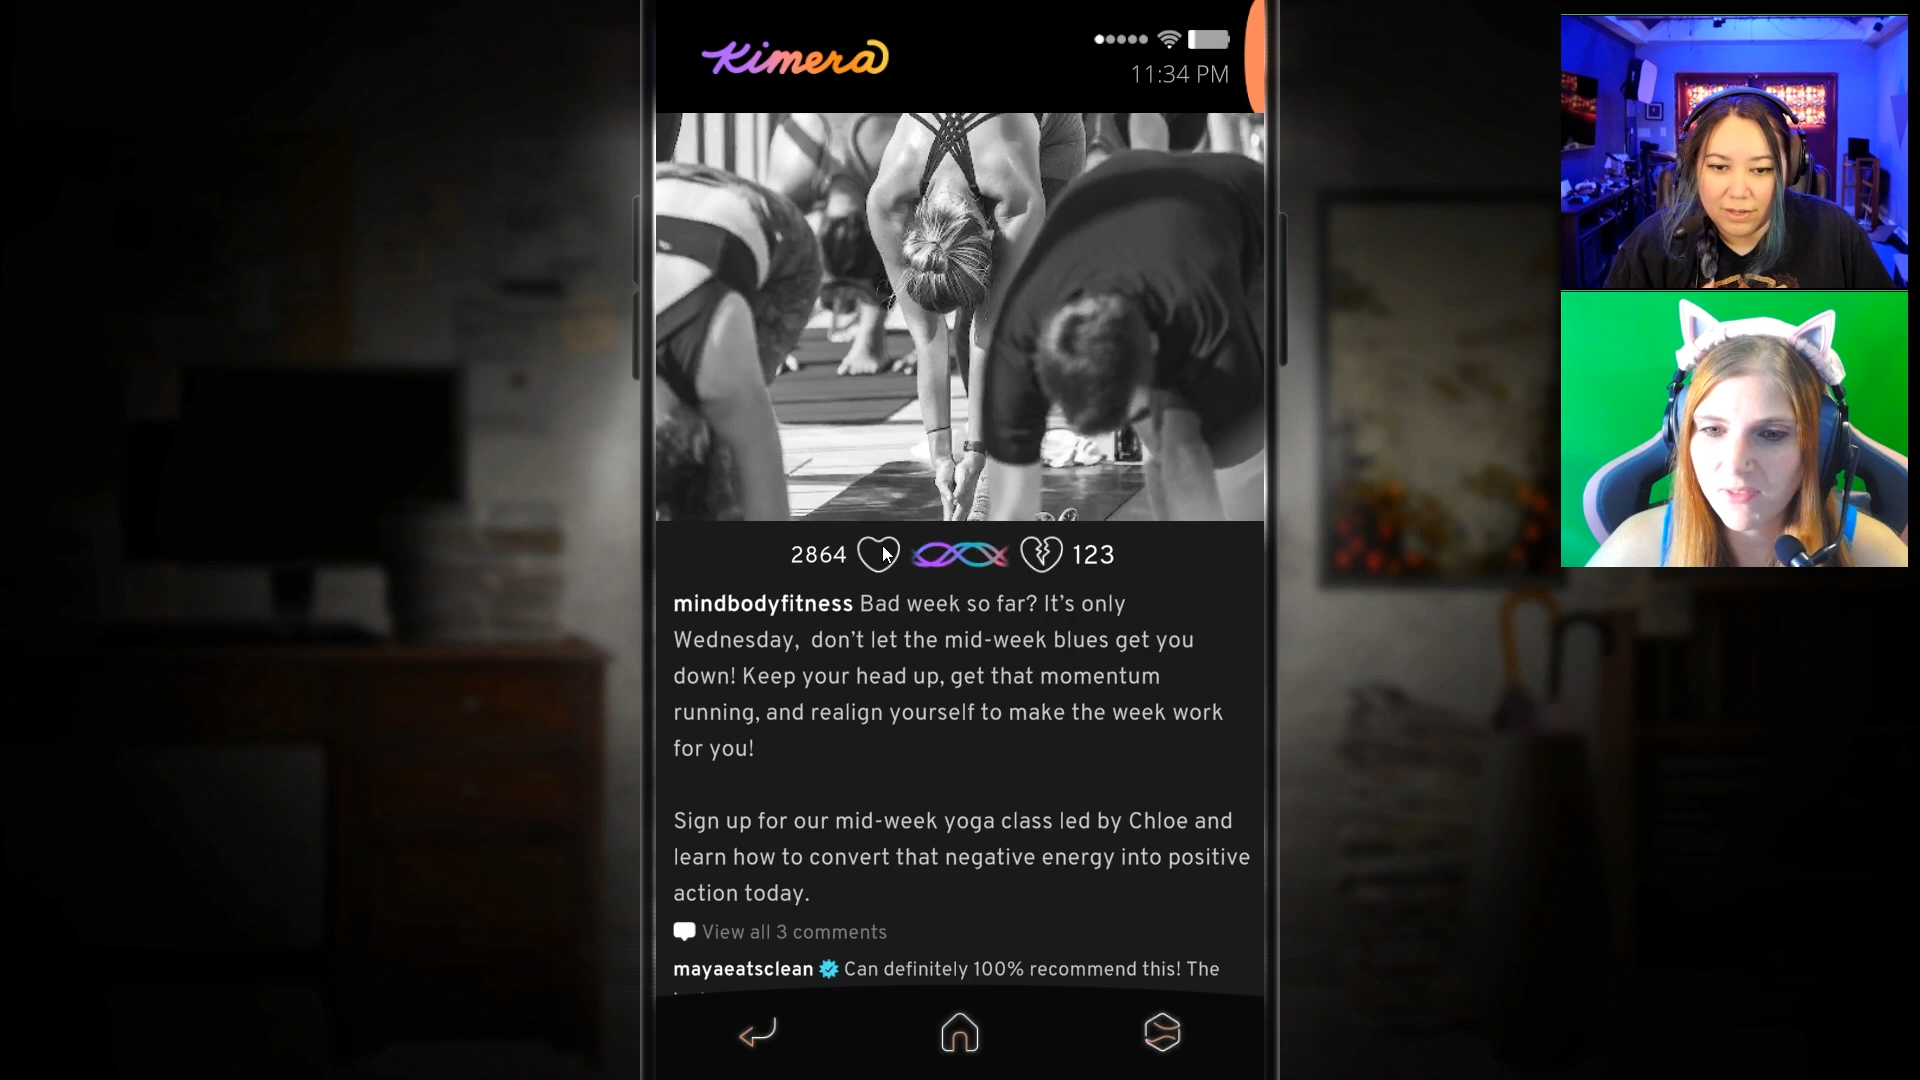 Kimera
11:34 PM
2864 123
mindbodyfitness Bad week so far? It's only
Wednesday,  don't let the mid-week blues get you
down! Keep your head up, get that momentum
running, and realign yourself to make the week work
for you!
Sign up for our mid-week yoga class led by Chloe and
learn how to convert that negative energy into positive
action today.
View all 3 comments
mayaeatsclean Can definitely 100% recommend this! The